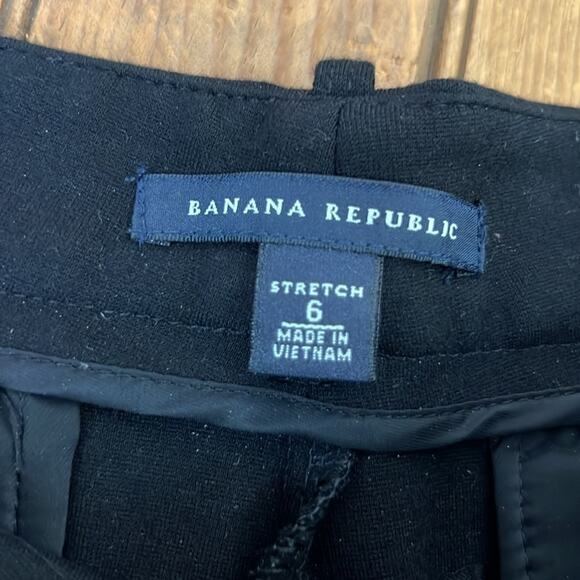 BANANA REPUBLIC
STRETCH
6
MADE IN
VIETNAM